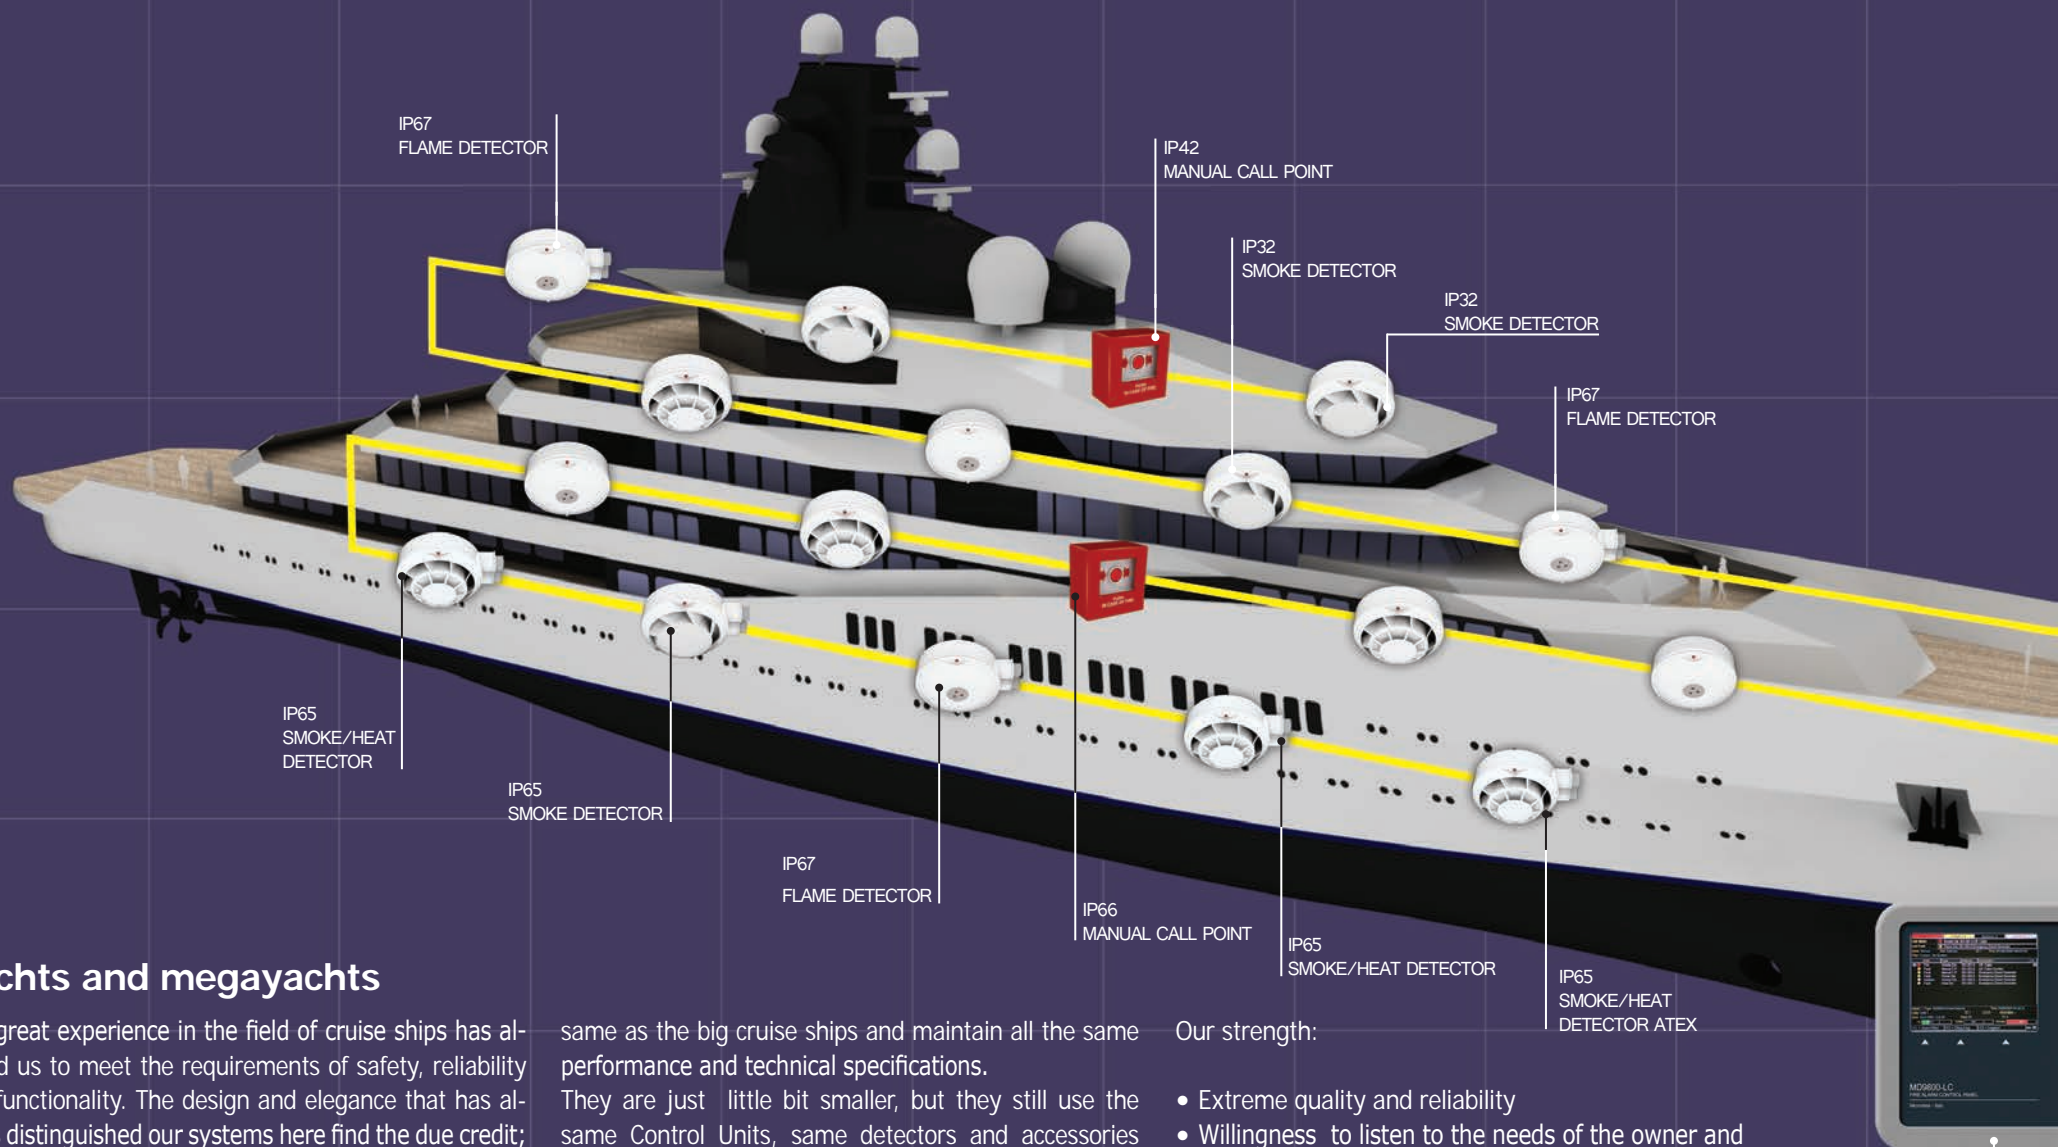 IP67
FLAME DETECTOR
IP42
MANUAL CALL POINT
IP32
SMOKE DETECTOR
IP32
SMOKE DETECTOR
IP67
FLAME DETECTOR
IP65
SMOKE/HEAT
DETECTOR
IP65
SMOKE DETECTOR
IP67
FLAME DETECTOR
IP66
MANUAL CALL POINT
IP65
SMOKE/HEAT DETECTOR
IP65
SMOKE/HEAT
DETECTOR ATEX
chts and megayachts
great experience in the field of cruise ships has al-
d us to meet the requirements of safety, reliability
functionality. The design and elegance that has al-
distinguished our systems here find the due credit;
same as the big cruise ships and maintain all the same
performance and technical specifications.
They are just little bit smaller, but they still use the
same Control Units, same detectors and accessories
Our strength:
• Extreme quality and reliability
• Willingness to listen to the needs of the owner and
MD9800-LC
FIRE ALARM CONTROL PANEL